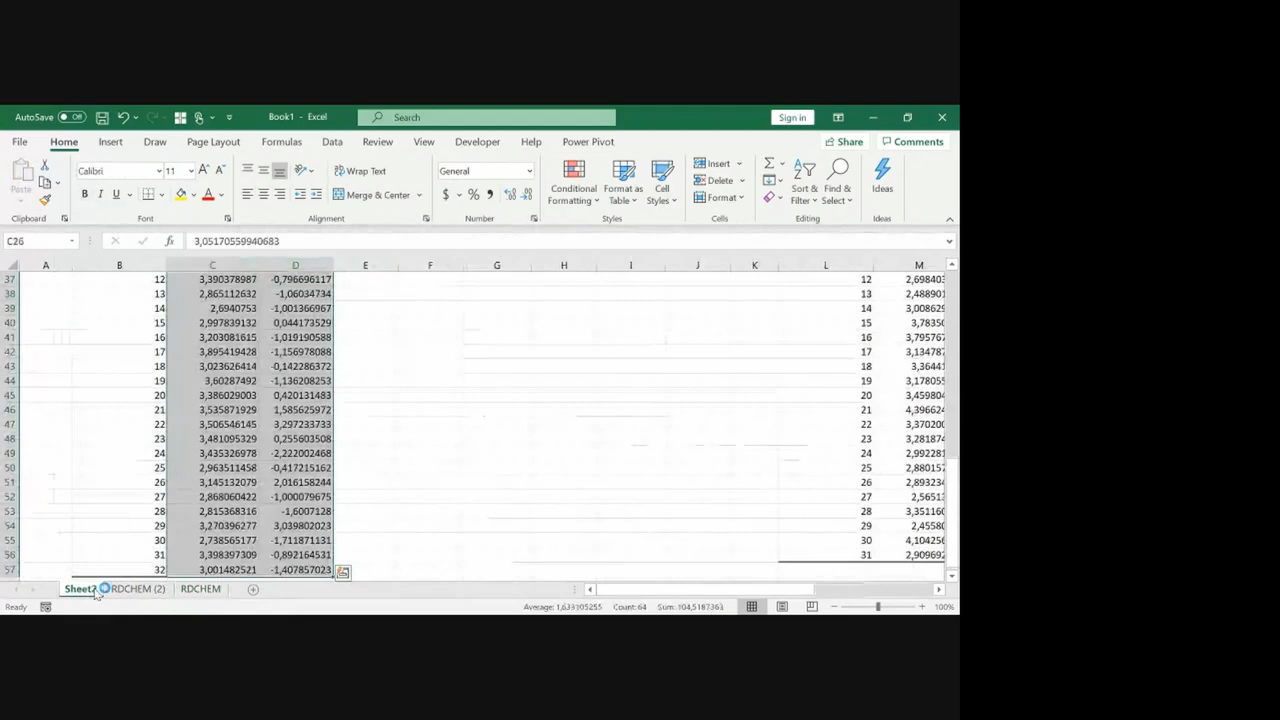 AutoSave Off Book1 - Excel Search Sign in
File Home Insert Draw Page Layout Formulas Data Review View Developer Help Power Pivot Share Comments
Paste Calibri 11 Wrap Text General Conditional Formatting Format as Table Cell Styles Insert Sort & Filter Find & Select Ideas
B I U Merge & Center $ % Delete Format
Clipboard Font Alignment Number Styles Cells Editing Ideas
C26 fx 3,05170559940683
A B C D E F G H I J K L M
37 12 3,390378987 -0,796696117 12 2,698403
38 13 2,865112632 -1,06034734 13 2,488901
39 14 2,6940753 -1,001366967 14 3,008629
40 15 2,997839132 0,044173529 15 3,78350
41 16 3,203081615 -1,019190588 16 3,795767
42 17 3,895419428 -1,156978088 17 3,134787
43 18 3,023626414 -0,142286372 18 3,36441
44 19 3,60287492 -1,136208253 19 3,178055
45 20 3,386029003 0,420131483 20 3,459804
46 21 3,535871929 1,585625972 21 4,396624
47 22 3,506546145 3,297233733 22 3,370200
48 23 3,481095329 0,255603508 23 3,281874
49 24 3,435326978 -2,222002468 24 2,992281
50 25 2,963511458 -0,417215162 25 2,880157
51 26 3,145132079 2,016158244 26 2,893234
52 27 2,868060422 -1,000079675 27 2,56513
53 28 2,815368316 -1,6007128 28 3,351160
54 29 3,270396277 3,039802023 29 2,45580
55 30 2,738565177 -1,711871131 30 4,104256
56 31 3,398397309 -0,892164531 31 2,909692
57 32 3,001482521 -1,407857023
RDCHEM (2) RDCHEM
Ready Average: 1,633105255 Count: 64 Sum: 104,5187363 100%